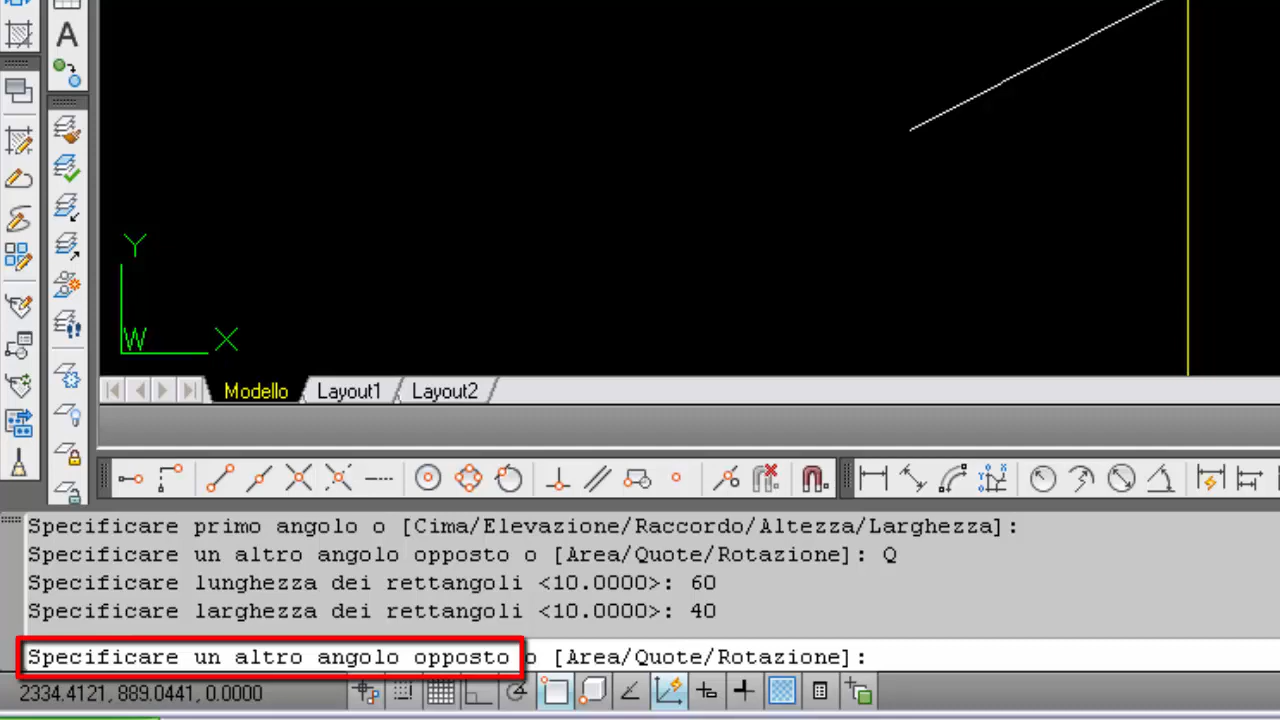 A
Y
W X
Modello Layout1 Layout2
Specificare primo angolo o [Cima/Elevazione/Raccordo/Altezza/Larghezza]:
Specificare un altro angolo opposto o [Area/Quote/Rotazione]: Q
Specificare lunghezza dei rettangoli <10.0000>: 60
Specificare larghezza dei rettangoli <10.0000>: 40
Specificare un altro angolo opposto o [Area/Quote/Rotazione]:
2334.4121, 889.0441, 0.0000